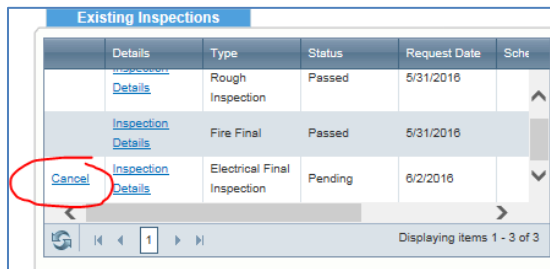 Existing Inspections
Details Type Status Request Date Sche
Inspection Details Rough Inspection Passed 5/31/2016
Inspection Details Fire Final Passed 5/31/2016
Cancel Inspection Details Electrical Final Inspection Pending 6/2/2016
1 Displaying items 1 - 3 of 3